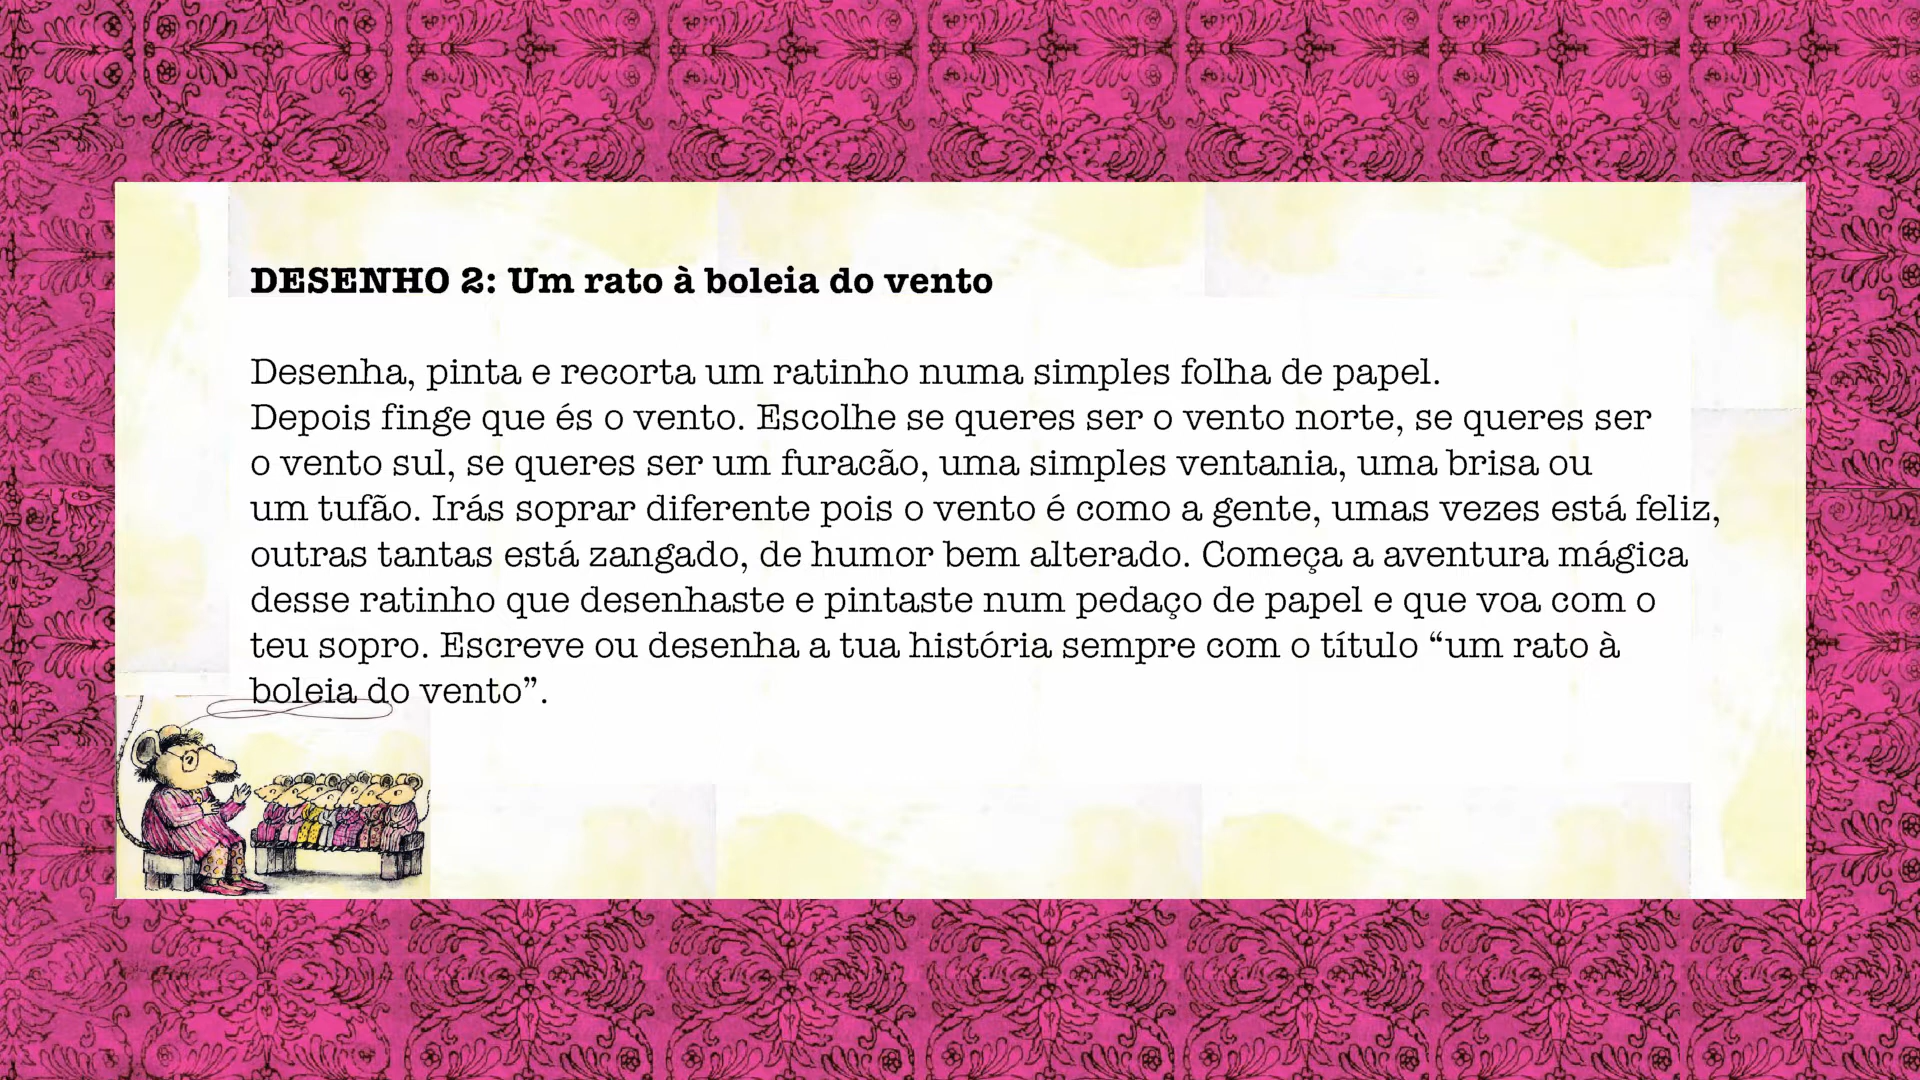 DESENHO 2: Um rato à boleia do vento
Desenha, pinta e recorta um ratinho numa simples folha de papel.
Depois finge que és o vento. Escolhe se queres ser o vento norte, se queres ser
o vento sul, se queres ser um furacão, uma simples ventania, uma brisa ou
um tufão. Irás soprar diferente pois o vento é como a gente, umas vezes está feliz,
outras tantas está zangado, de humor bem alterado. Começa a aventura mágica
desse ratinho que desenhaste e pintaste num pedaço de papel e que voa com o
teu sopro. Escreve ou desenha a tua história sempre com o título “um rato à
boleia do vento”.